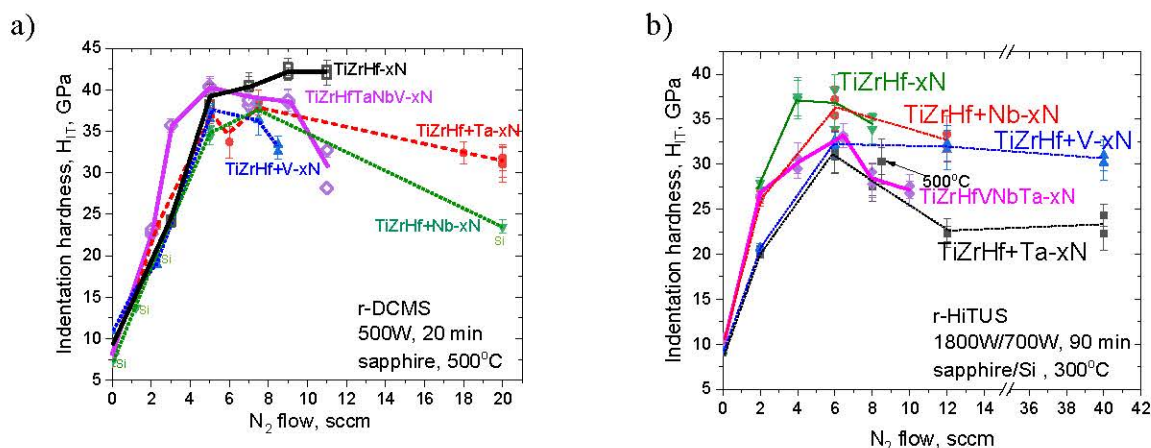 a)
Indentation hardness, H_IT, GPa
45
40
35
30
25
20
15
10
5
TiZrHf-xN
TiZrHfTaNbV-xN
TiZrHf+Ta-xN
TiZrHf+V-xN
TiZrHf+Nb-xN
Si
Si
Si
Si
r-DCMS
500W, 20 min
sapphire, 500°C
0 2 4 6 8 10 12 14 16 18 20
N₂ flow, sccm
b)
Indentation hardness, H_IT, GPa
40
35
30
25
20
15
10
5
TiZrHf-xN
TiZrHf+Nb-xN
TiZrHf+V-xN
500°C
TiZrHfVNbTa-xN
TiZrHf+Ta-xN
r-HiTUS
1800W/700W, 90 min
sapphire/Si , 300°C
0 2 4 6 8 10 12 14 36 38 40 42
N₂ flow, sccm